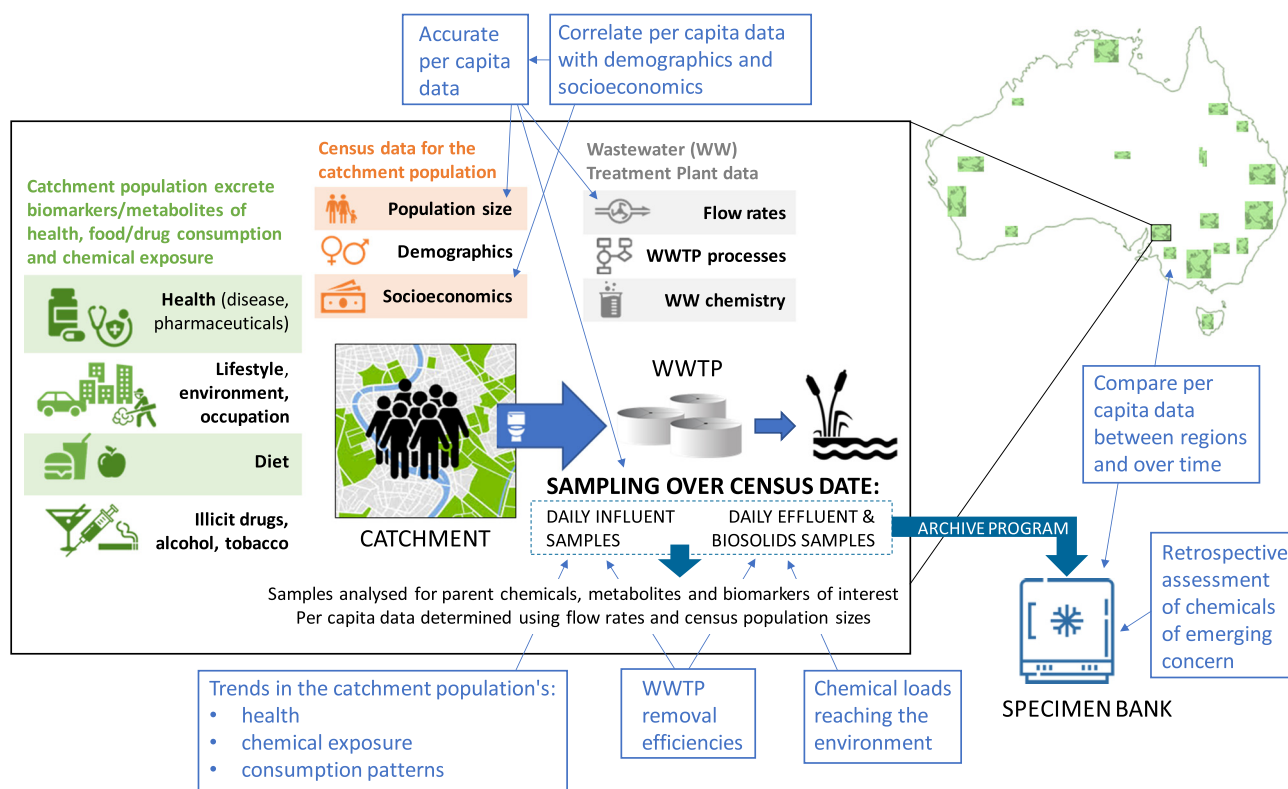 Accurate
per capita
data
Correlate per capita data
with demographics and
socioeconomics
Catchment population excrete
biomarkers/metabolites of
health, food/drug consumption
and chemical exposure
Health (disease,
pharmaceuticals)
Lifestyle,
environment,
occupation
Diet
Illicit drugs,
alcohol, tobacco
Census data for the
catchment population
Population size
Demographics
Socioeconomics
Wastewater (WW)
Treatment Plant data
Flow rates
WWTP processes
WW chemistry
CATCHMENT
WWTP
SAMPLING OVER CENSUS DATE:
DAILY INFLUENT
SAMPLES
DAILY EFFLUENT &
BIOSOLIDS SAMPLES
ARCHIVE PROGRAM
Samples analysed for parent chemicals, metabolites and biomarkers of interest
Per capita data determined using flow rates and census population sizes
Compare per
capita data
between regions
and over time
Retrospective
assessment
of chemicals
of emerging
concern
SPECIMEN BANK
Trends in the catchment population's:
• health
• chemical exposure
• consumption patterns
WWTP
removal
efficiencies
Chemical loads
reaching the
environment